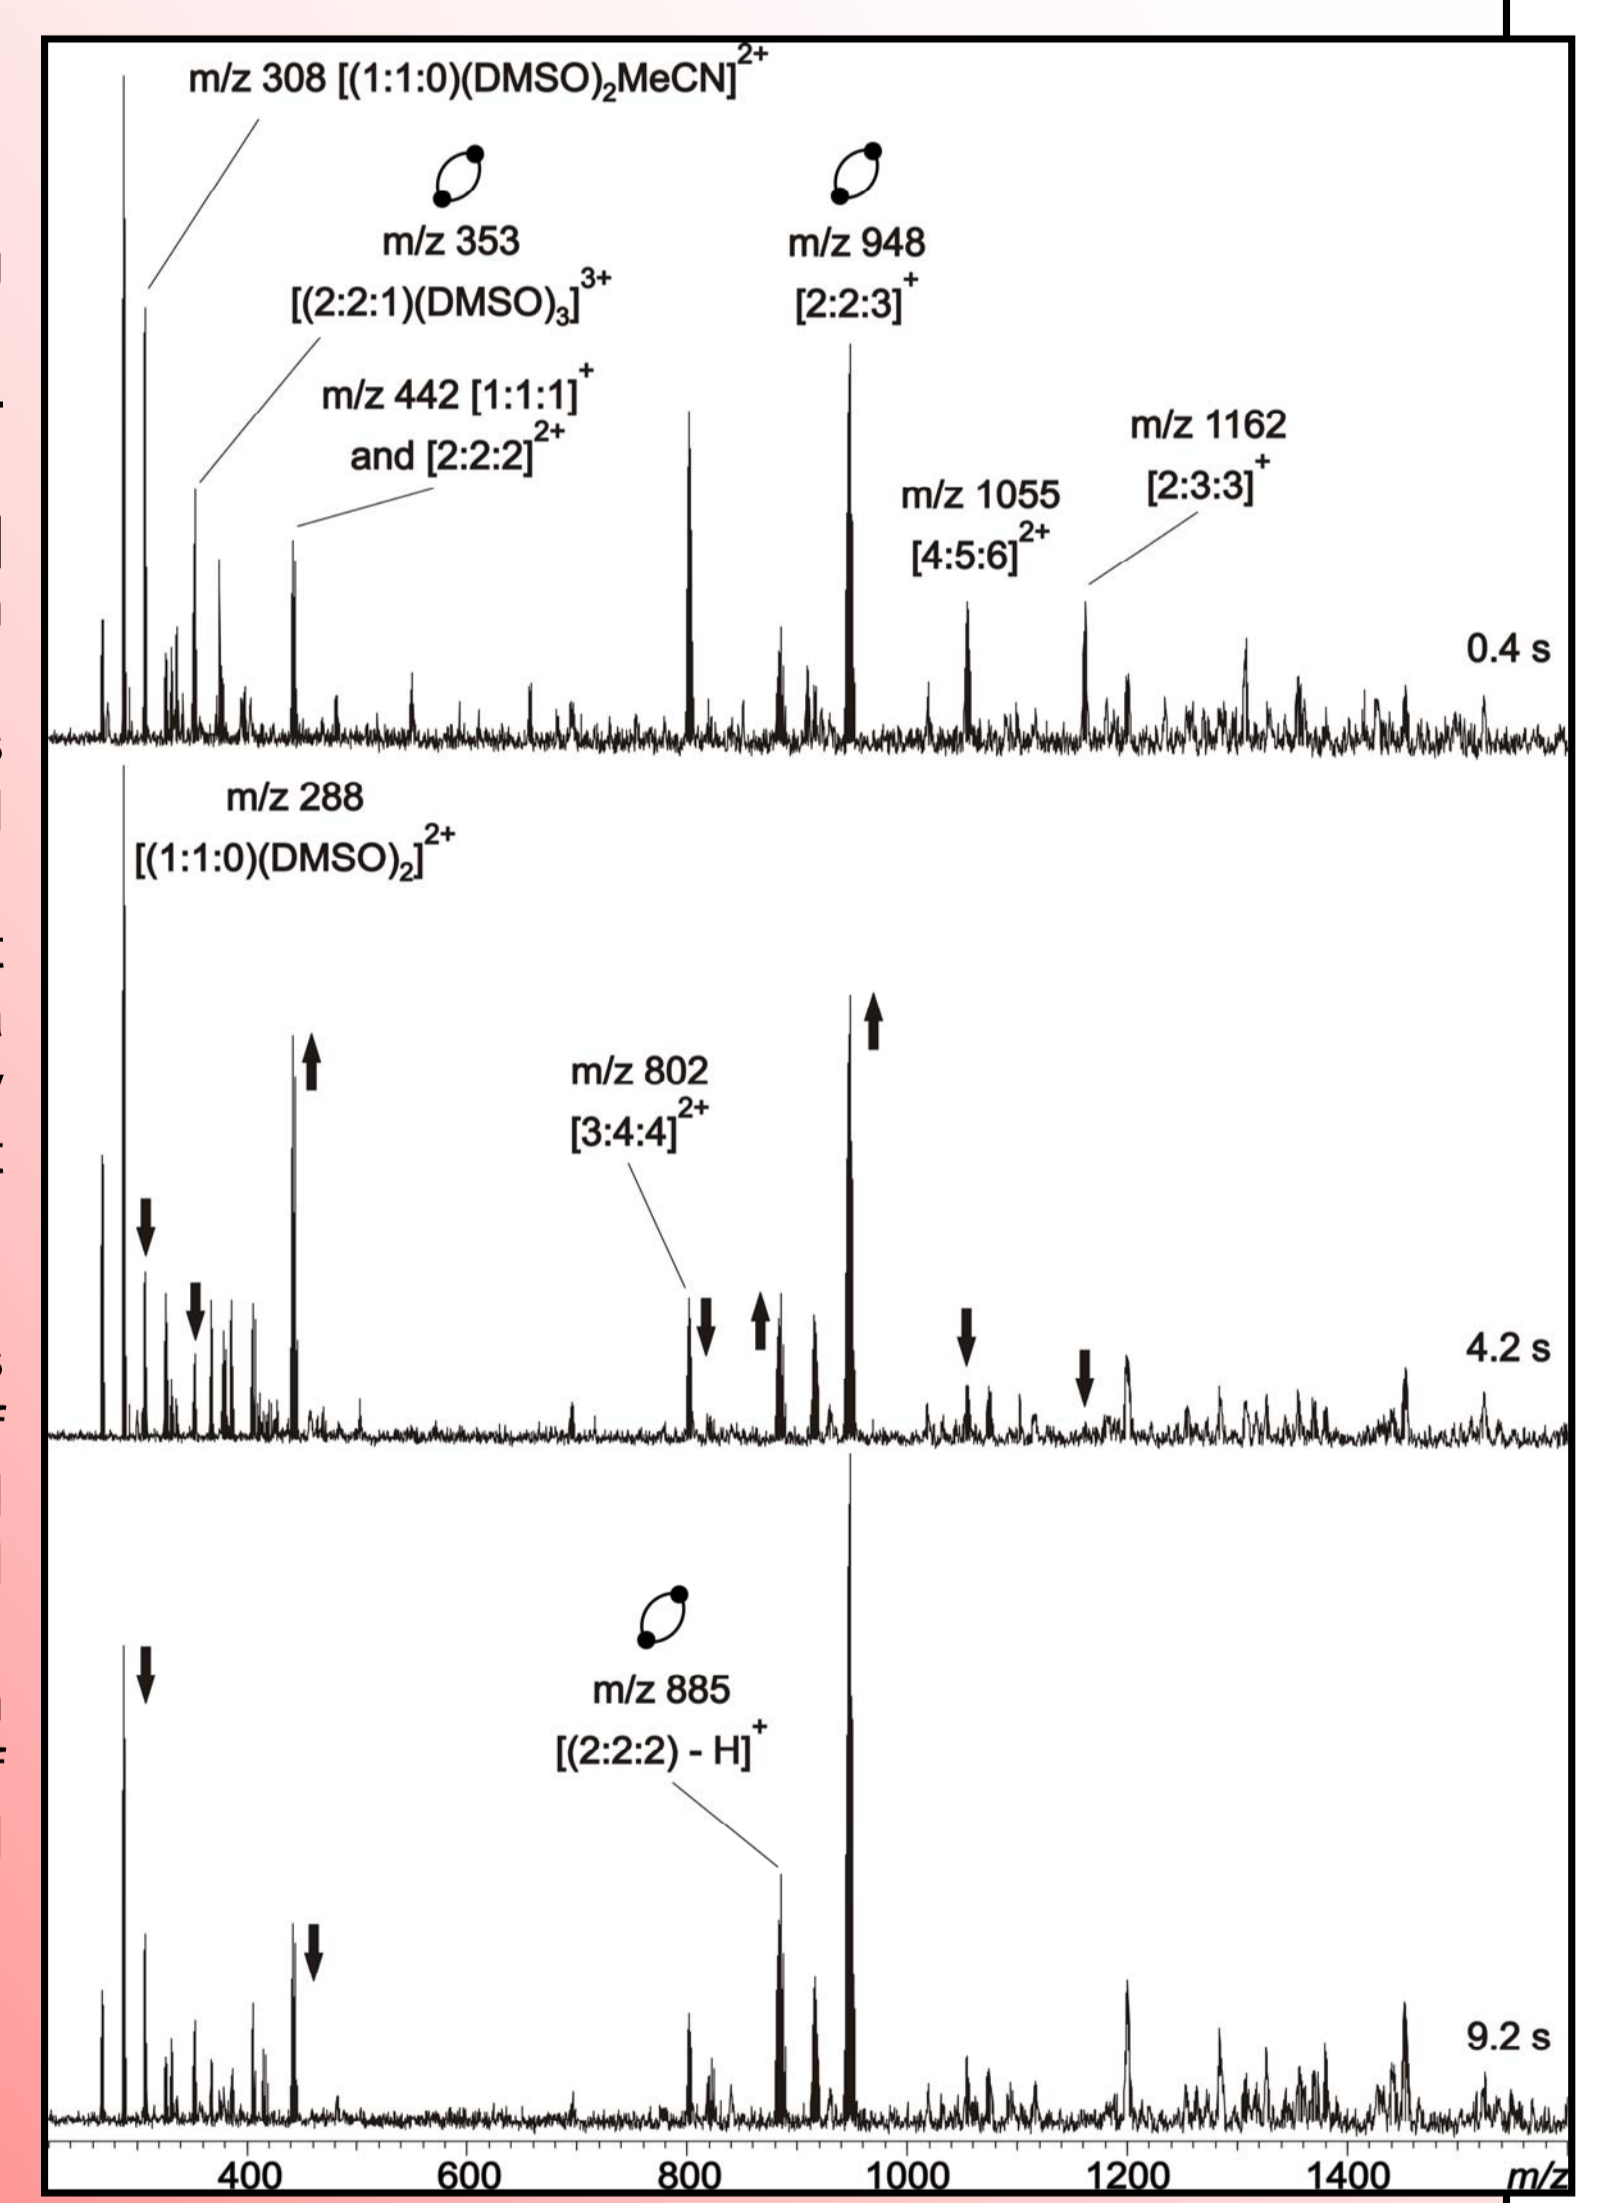 m/z 308 [(1:1:0)(DMSO)₂MeCN]²⁺
m/z 353
[(2:2:1)(DMSO)₃]³⁺
m/z 442 [1:1:1]⁺
and [2:2:2]²⁺
m/z 948
[2:2:3]⁺
m/z 1055
[4:5:6]²⁺
m/z 1162
[2:3:3]⁺
0.4 s
m/z 288
[(1:1:0)(DMSO)₂]²⁺
m/z 802
[3:4:4]²⁺
4.2 s
m/z 885
[(2:2:2) - H]⁺
9.2 s
400 600 800 1000 1200 1400 m/z